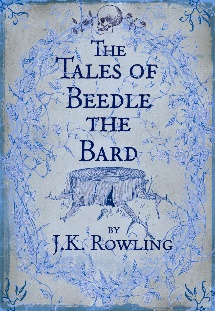 The
Tales of
Beedle
the
Bard
by
J.K. Rowling